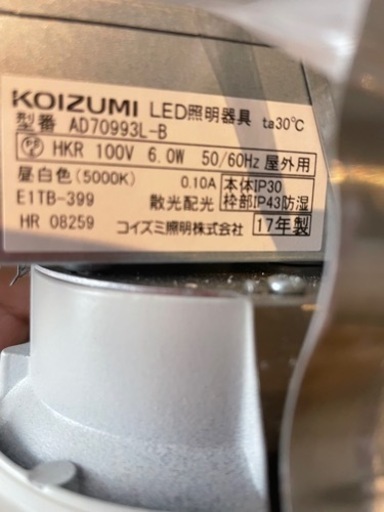 KOIZUMI LED照明器具 ta30℃
型番 AD70993L-B
PSE HKR 100V 6.0W 50/60Hz 屋外用
昼白色(5000K) 0.10A 本体IP30
E1TB-399 散光配光 枠部IP43防湿
HR 08259 コイズミ照明株式会社 17年製